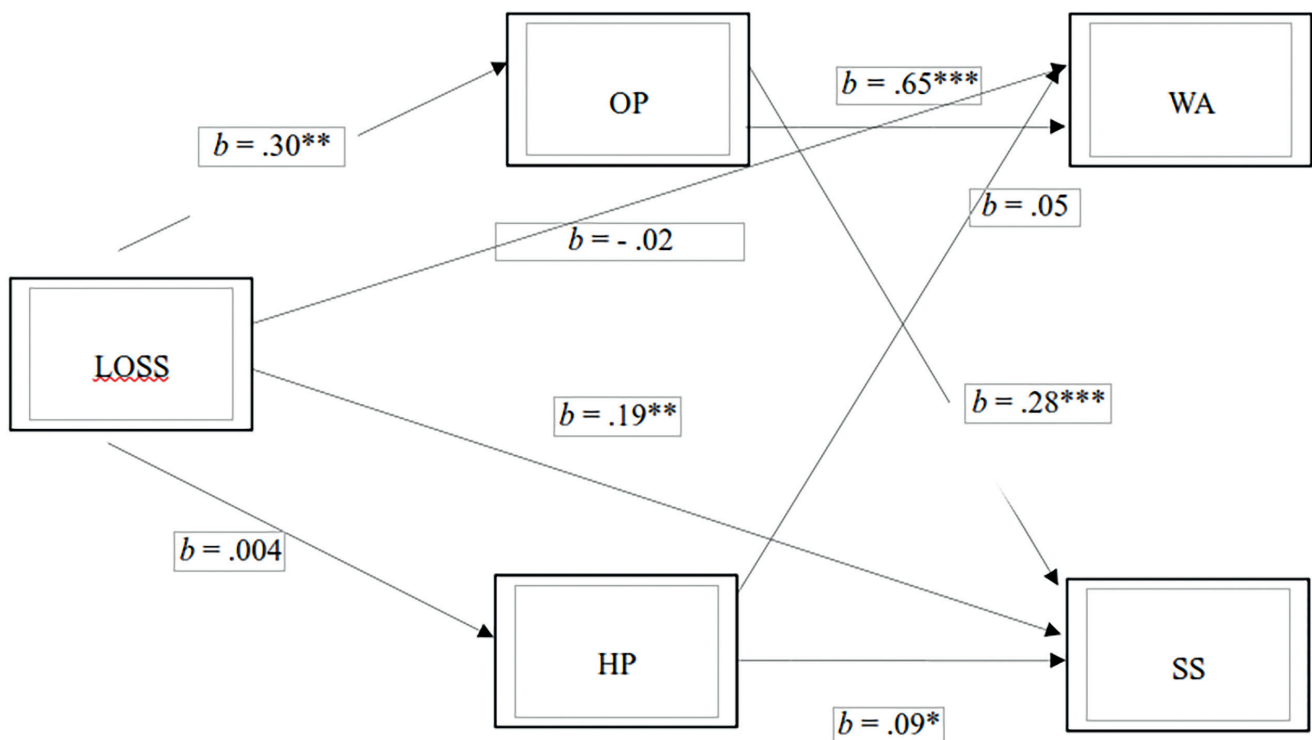 OP
b = .65***
WA
b = .30**
b = .05
b = - .02
LOSS
b = .19**
b = .28***
b = .004
HP
SS
b = .09*